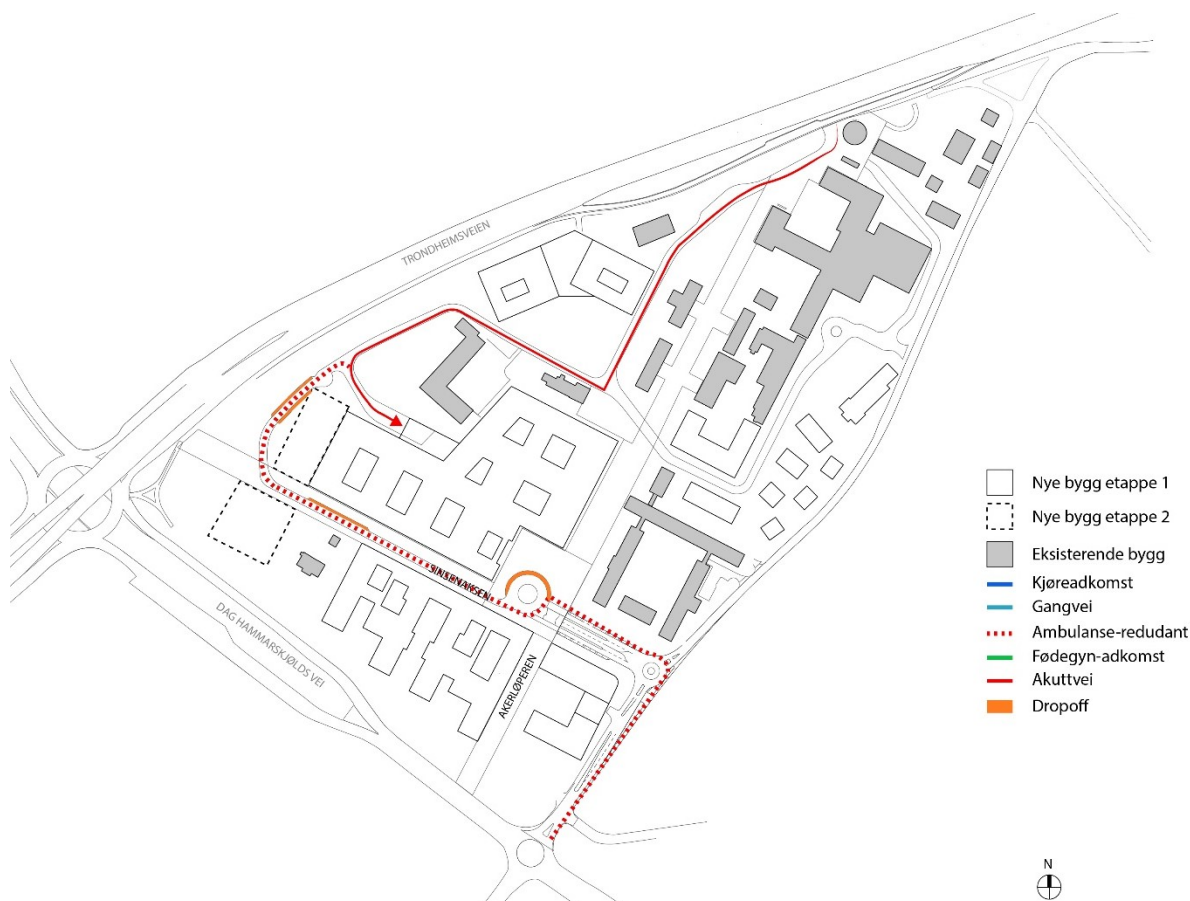 TRONDHEIMSVEIEN
SINSENAKSEN
DAG HAMMARSKJØLDS VEI
AKERLØPEREN
Nye bygg etappe 1
Nye bygg etappe 2
Eksisterende bygg
Kjøreadkomst
Gangvei
Ambulanse-redudant
Fødegyn-adkomst
Akuttvei
Dropoff
N